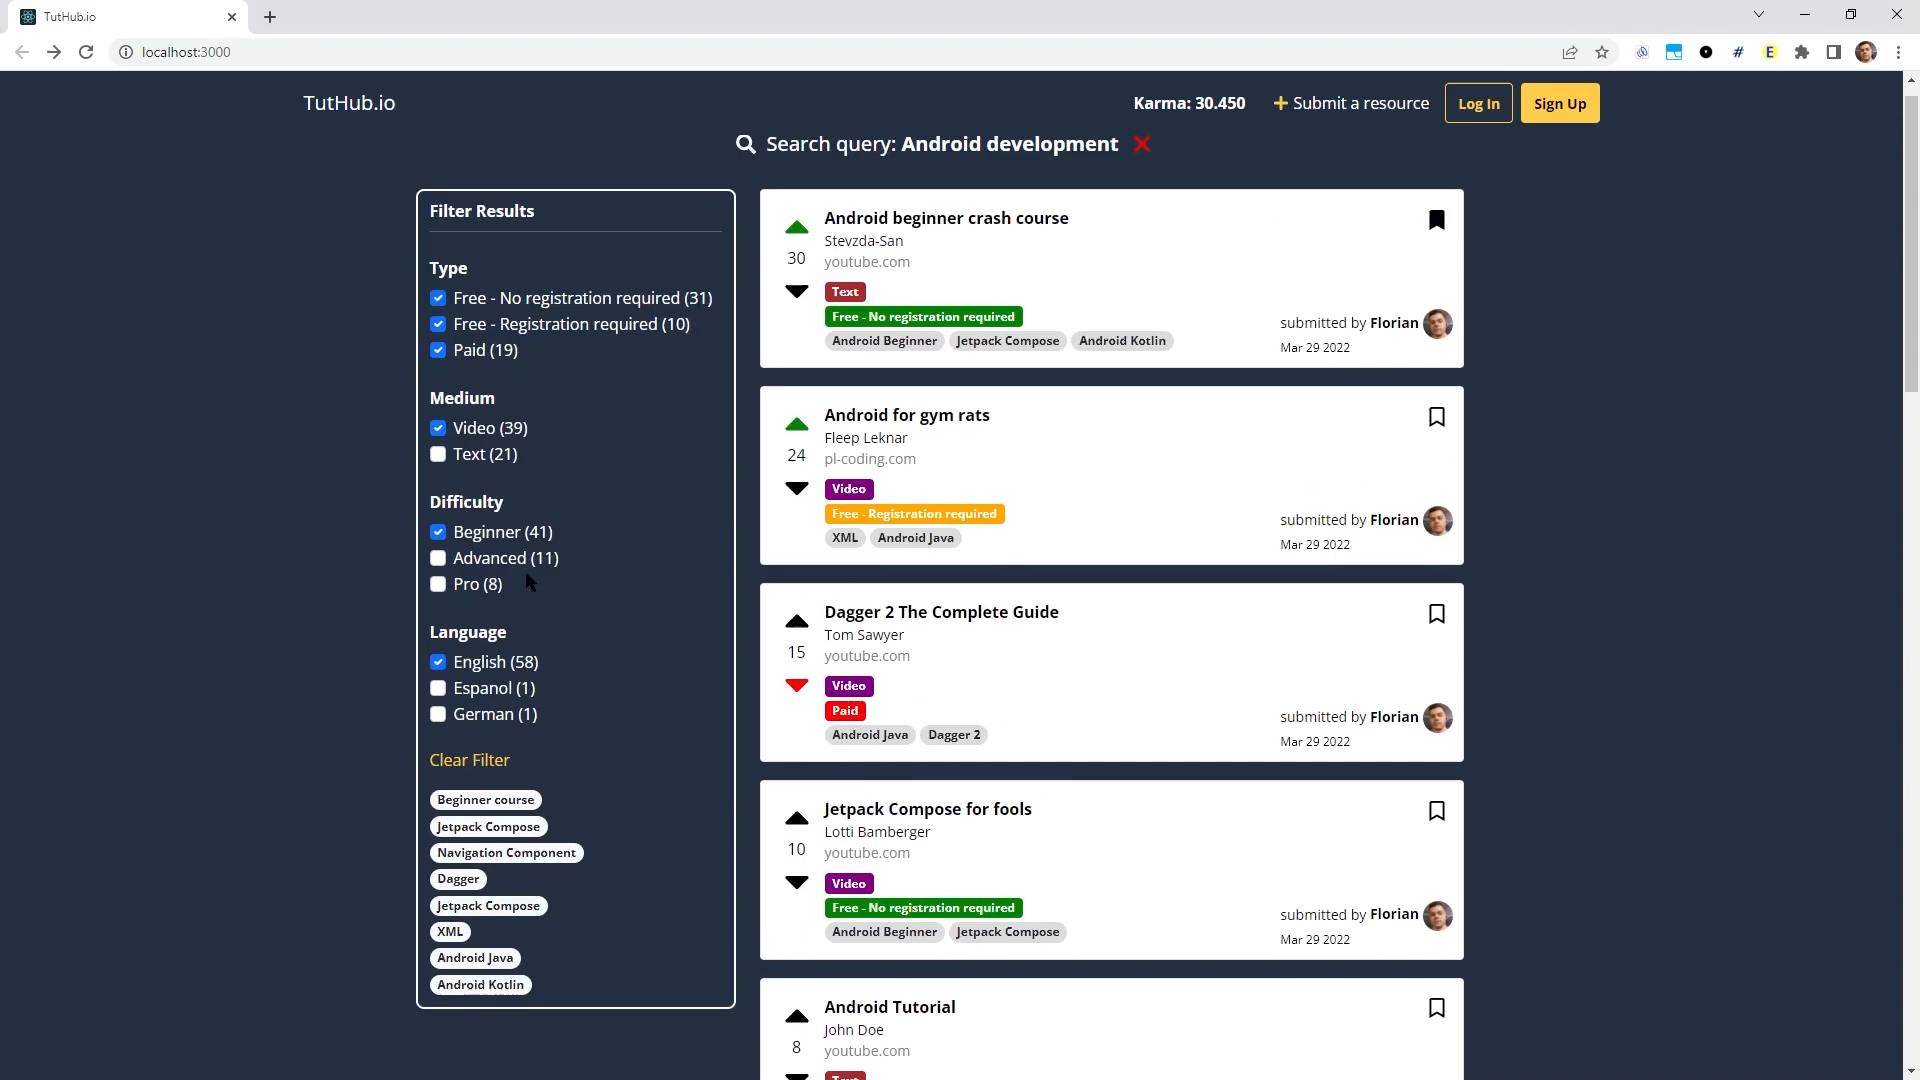 TutHub.io
localhost:3000
#
E
TutHub.io
Karma: 30.450
Submit a resource
Log In
Sign Up
Search query: Android development
Filter Results
Type
Free - No registration required (31)
Free - Registration required (10)
Paid (19)
Medium
Video (39)
Text (21)
Difficulty
Beginner (41)
Advanced (11)
Pro (8)
Language
English (58)
Espanol (1)
German (1)
Clear Filter
Beginner course
Jetpack Compose
Navigation Component
Dagger
Jetpack Compose
XML
Android Java
Android Kotlin
Android beginner crash course
Stevzda-San
30
youtube.com
Text
Free - No registration required
Android Beginner Jetpack Compose Android Kotlin
submitted by Florian
Mar 29 2022
Android for gym rats
Fleep Leknar
24
pl-coding.com
Video
Free - Registration required
XML Android Java
submitted by Florian
Mar 29 2022
Dagger 2 The Complete Guide
Tom Sawyer
15
youtube.com
Video
Paid
Android Java Dagger 2
submitted by Florian
Mar 29 2022
Jetpack Compose for fools
Lotti Bamberger
10
youtube.com
Video
Free - No registration required
Android Beginner Jetpack Compose
submitted by Florian
Mar 29 2022
Android Tutorial
John Doe
8
youtube.com
Text